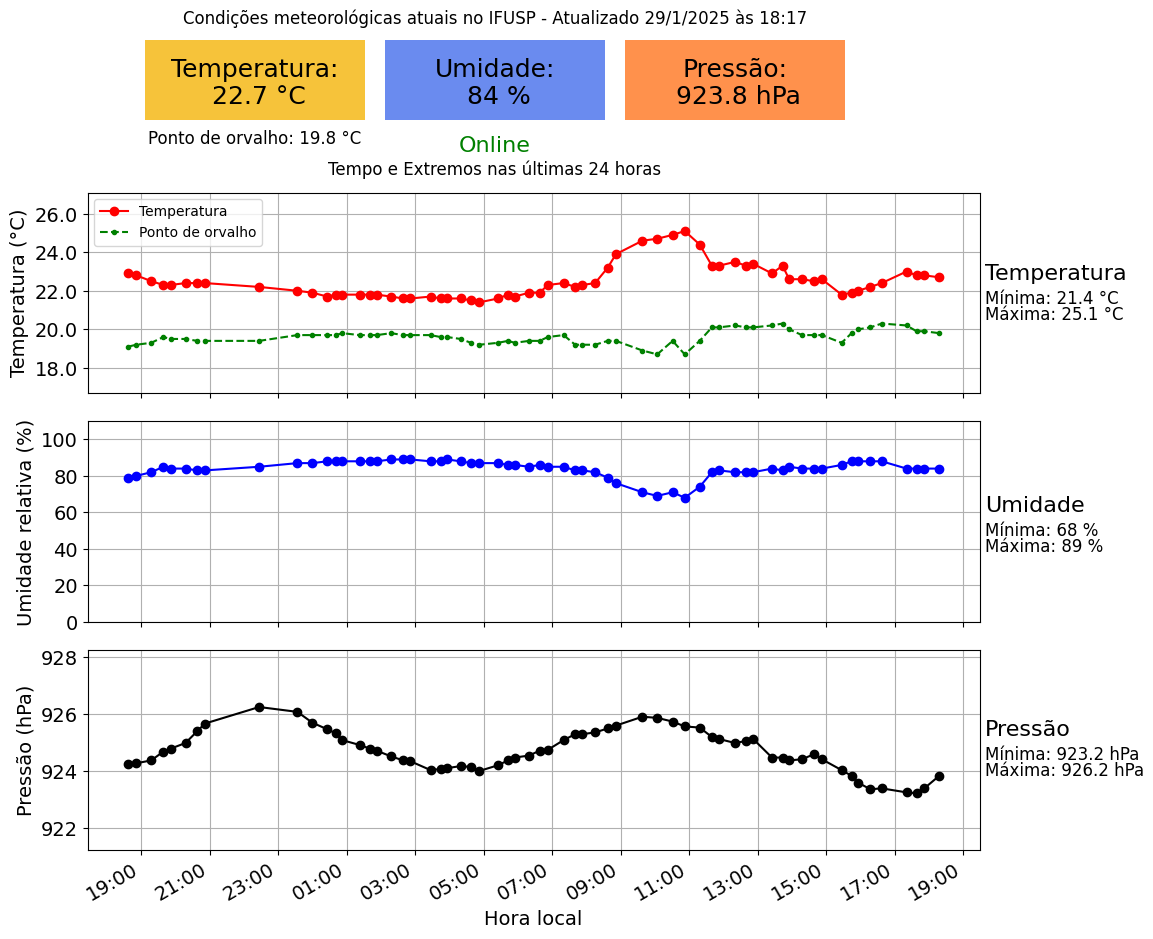 Condições meteorológicas atuais no IFUSP - Atualizado 29/1/2025 às 18:17
Temperatura:
22.7 °C
Umidade:
84 %
Pressão:
923.8 hPa
Ponto de orvalho: 19.8 °C
Online
Tempo e Extremos nas últimas 24 horas
Temperatura (°C)
26.0
24.0
22.0
20.0
18.0
Temperatura
Ponto de orvalho
Temperatura
Mínima: 21.4 °C
Máxima: 25.1 °C
Umidade relativa (%)
100
80
60
40
20
0
Umidade
Mínima: 68 %
Máxima: 89 %
Pressão (hPa)
928
926
924
922
Pressão
Mínima: 923.2 hPa
Máxima: 926.2 hPa
19:00 21:00 23:00 01:00 03:00 05:00 07:00 09:00 11:00 13:00 15:00 17:00 19:00
Hora local